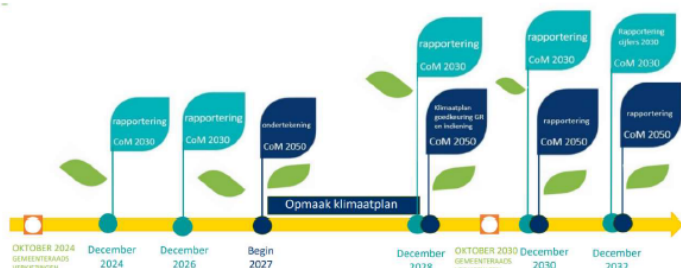 rapportering
CoM 2030
rapportering
CoM 2030
ondertekening
CoM 2050
rapportering
CoM 2030
Klimaatplan
goedkeuring GR
en Indiening
CoM 2050
rapportering
CoM 2030
rapportering
CoM 2050
Rapportering
cijfers 2030
CoM 2030
rapportering
CoM 2050
Opmaak klimaatplan
OKTOBER 2024
GEMEENTERAADS
December
2024
December
2026
Begin
2027
December
2028
OKTOBER 2030
GEMEENTERAADS
December
2030
December
2032